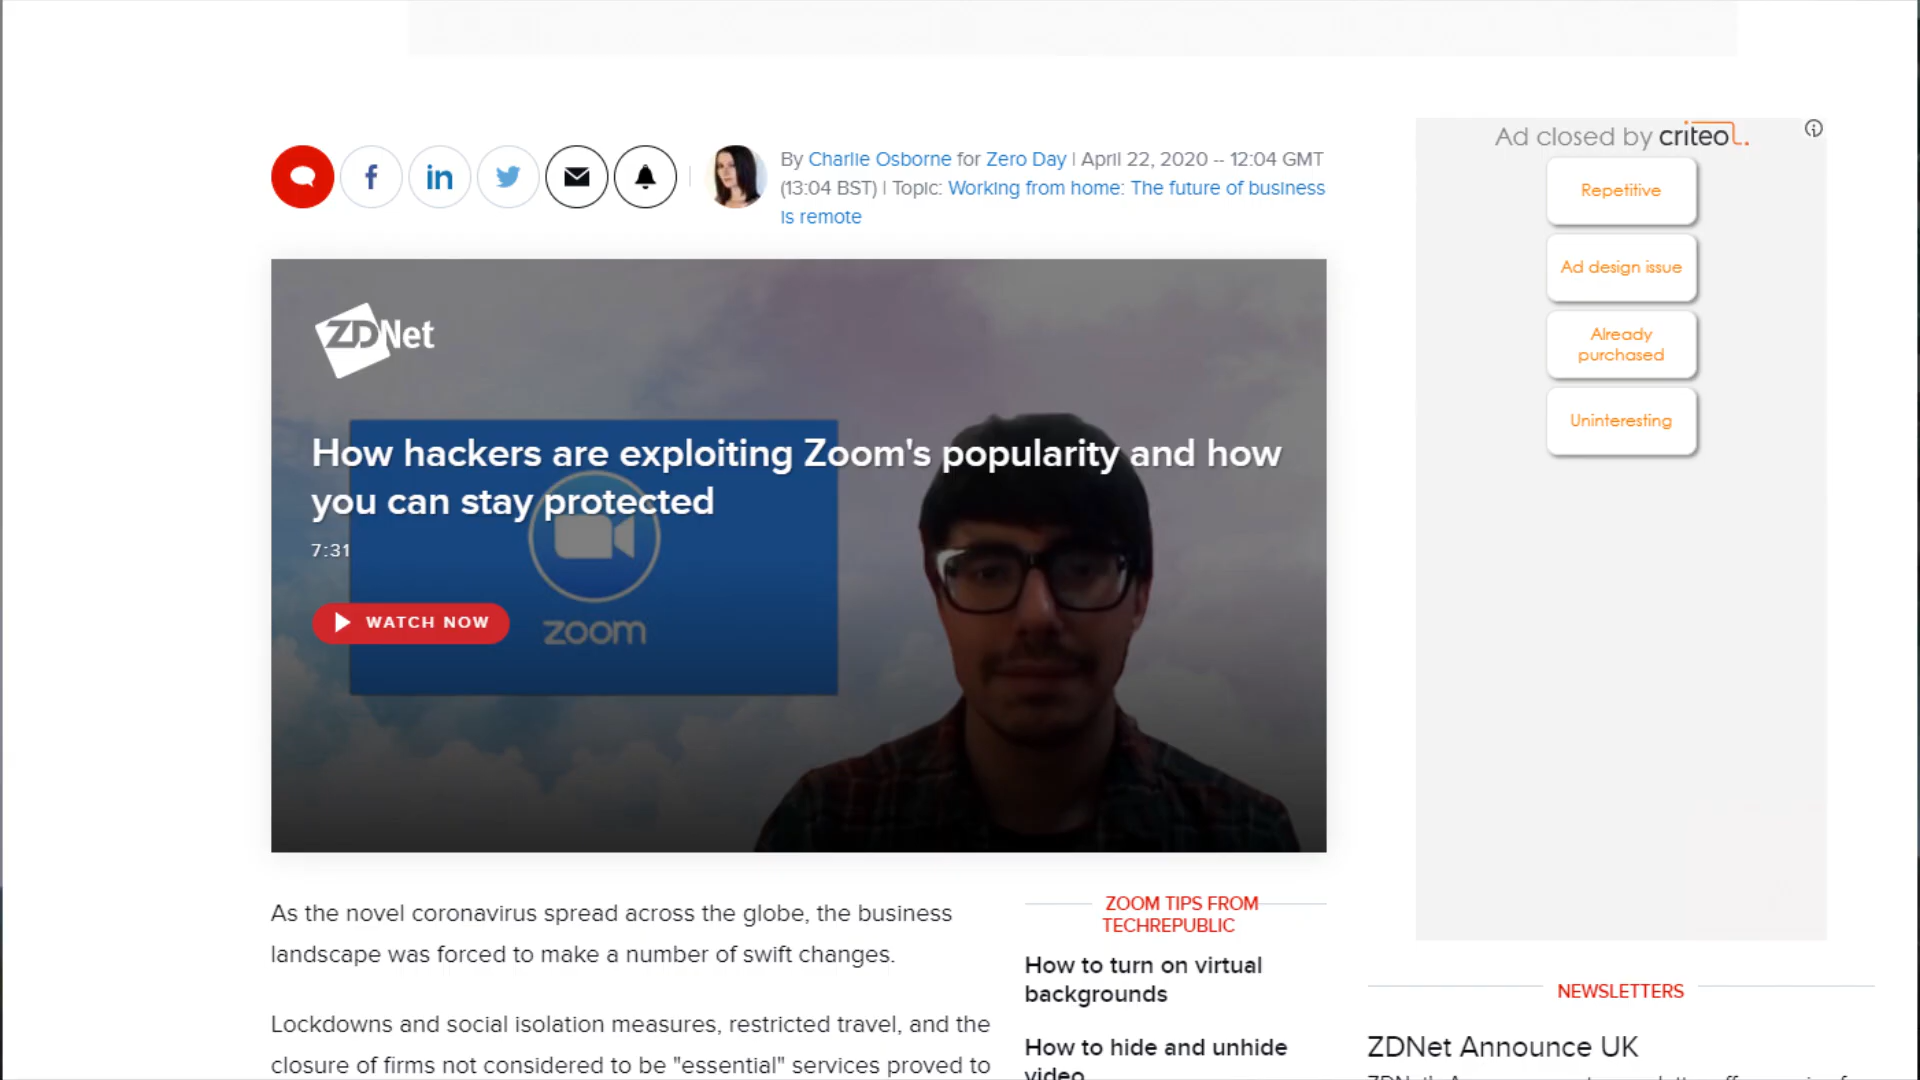 By Charlie Osborne for Zero Day | April 22, 2020 -- 12:04 GMT
(13:04 BST) | Topic: Working from home: The future of business
is remote
Ad closed by criteo.
Repetitive
Ad design issue
Already
purchased
Uninteresting
ZDNet
How hackers are exploiting Zoom's popularity and how
you can stay protected
7:31
WATCH NOW
zoom
As the novel coronavirus spread across the globe, the business
landscape was forced to make a number of swift changes.
Lockdowns and social isolation measures, restricted travel, and the
closure of firms not considered to be "essential" services proved to
ZOOM TIPS FROM
TECHREPUBLIC
How to turn on virtual
backgrounds
How to hide and unhide
video
NEWSLETTERS
ZDNet Announce UK